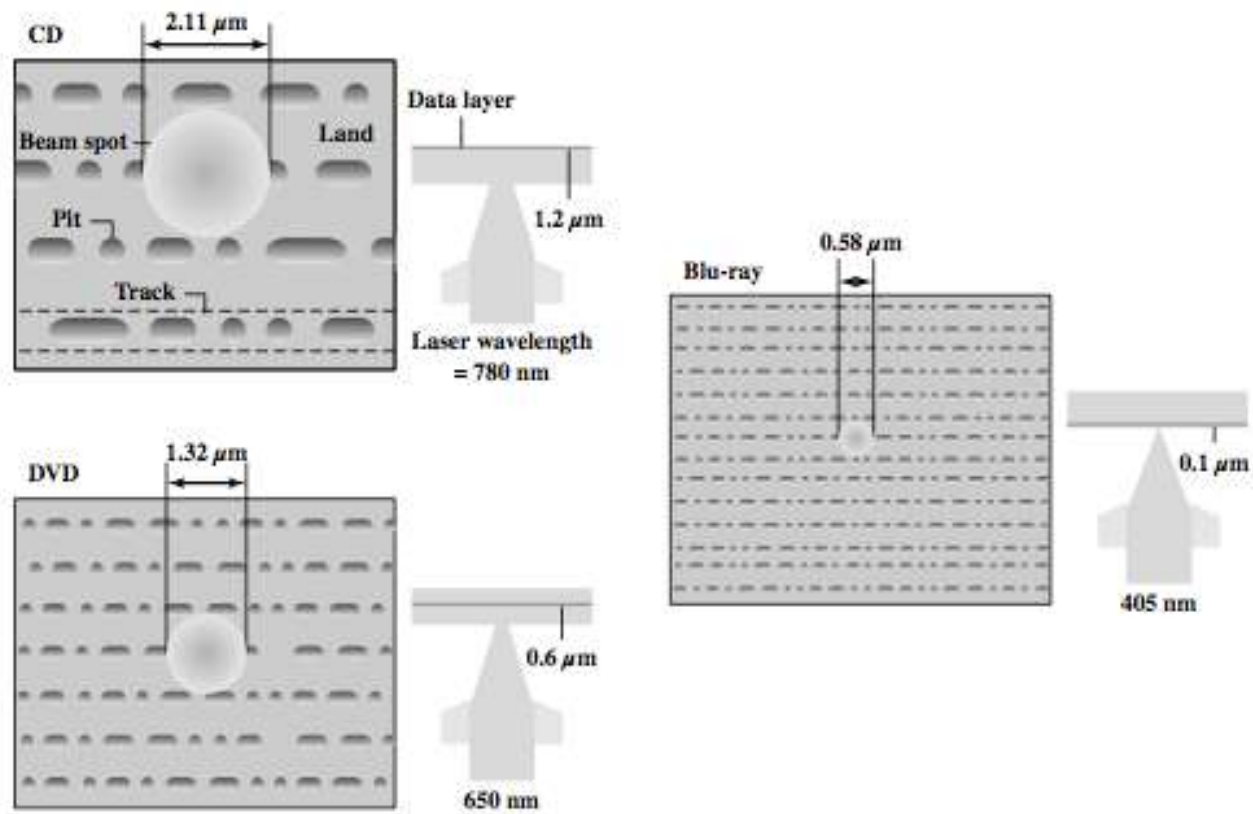 CD
2.11 μm
Beam spot
Land
Pit
Track
Data layer
1.2 μm
Laser wavelength
= 780 nm
DVD
1.32 μm
0.6 μm
650 nm
Blu-ray
0.58 μm
0.1 μm
405 nm